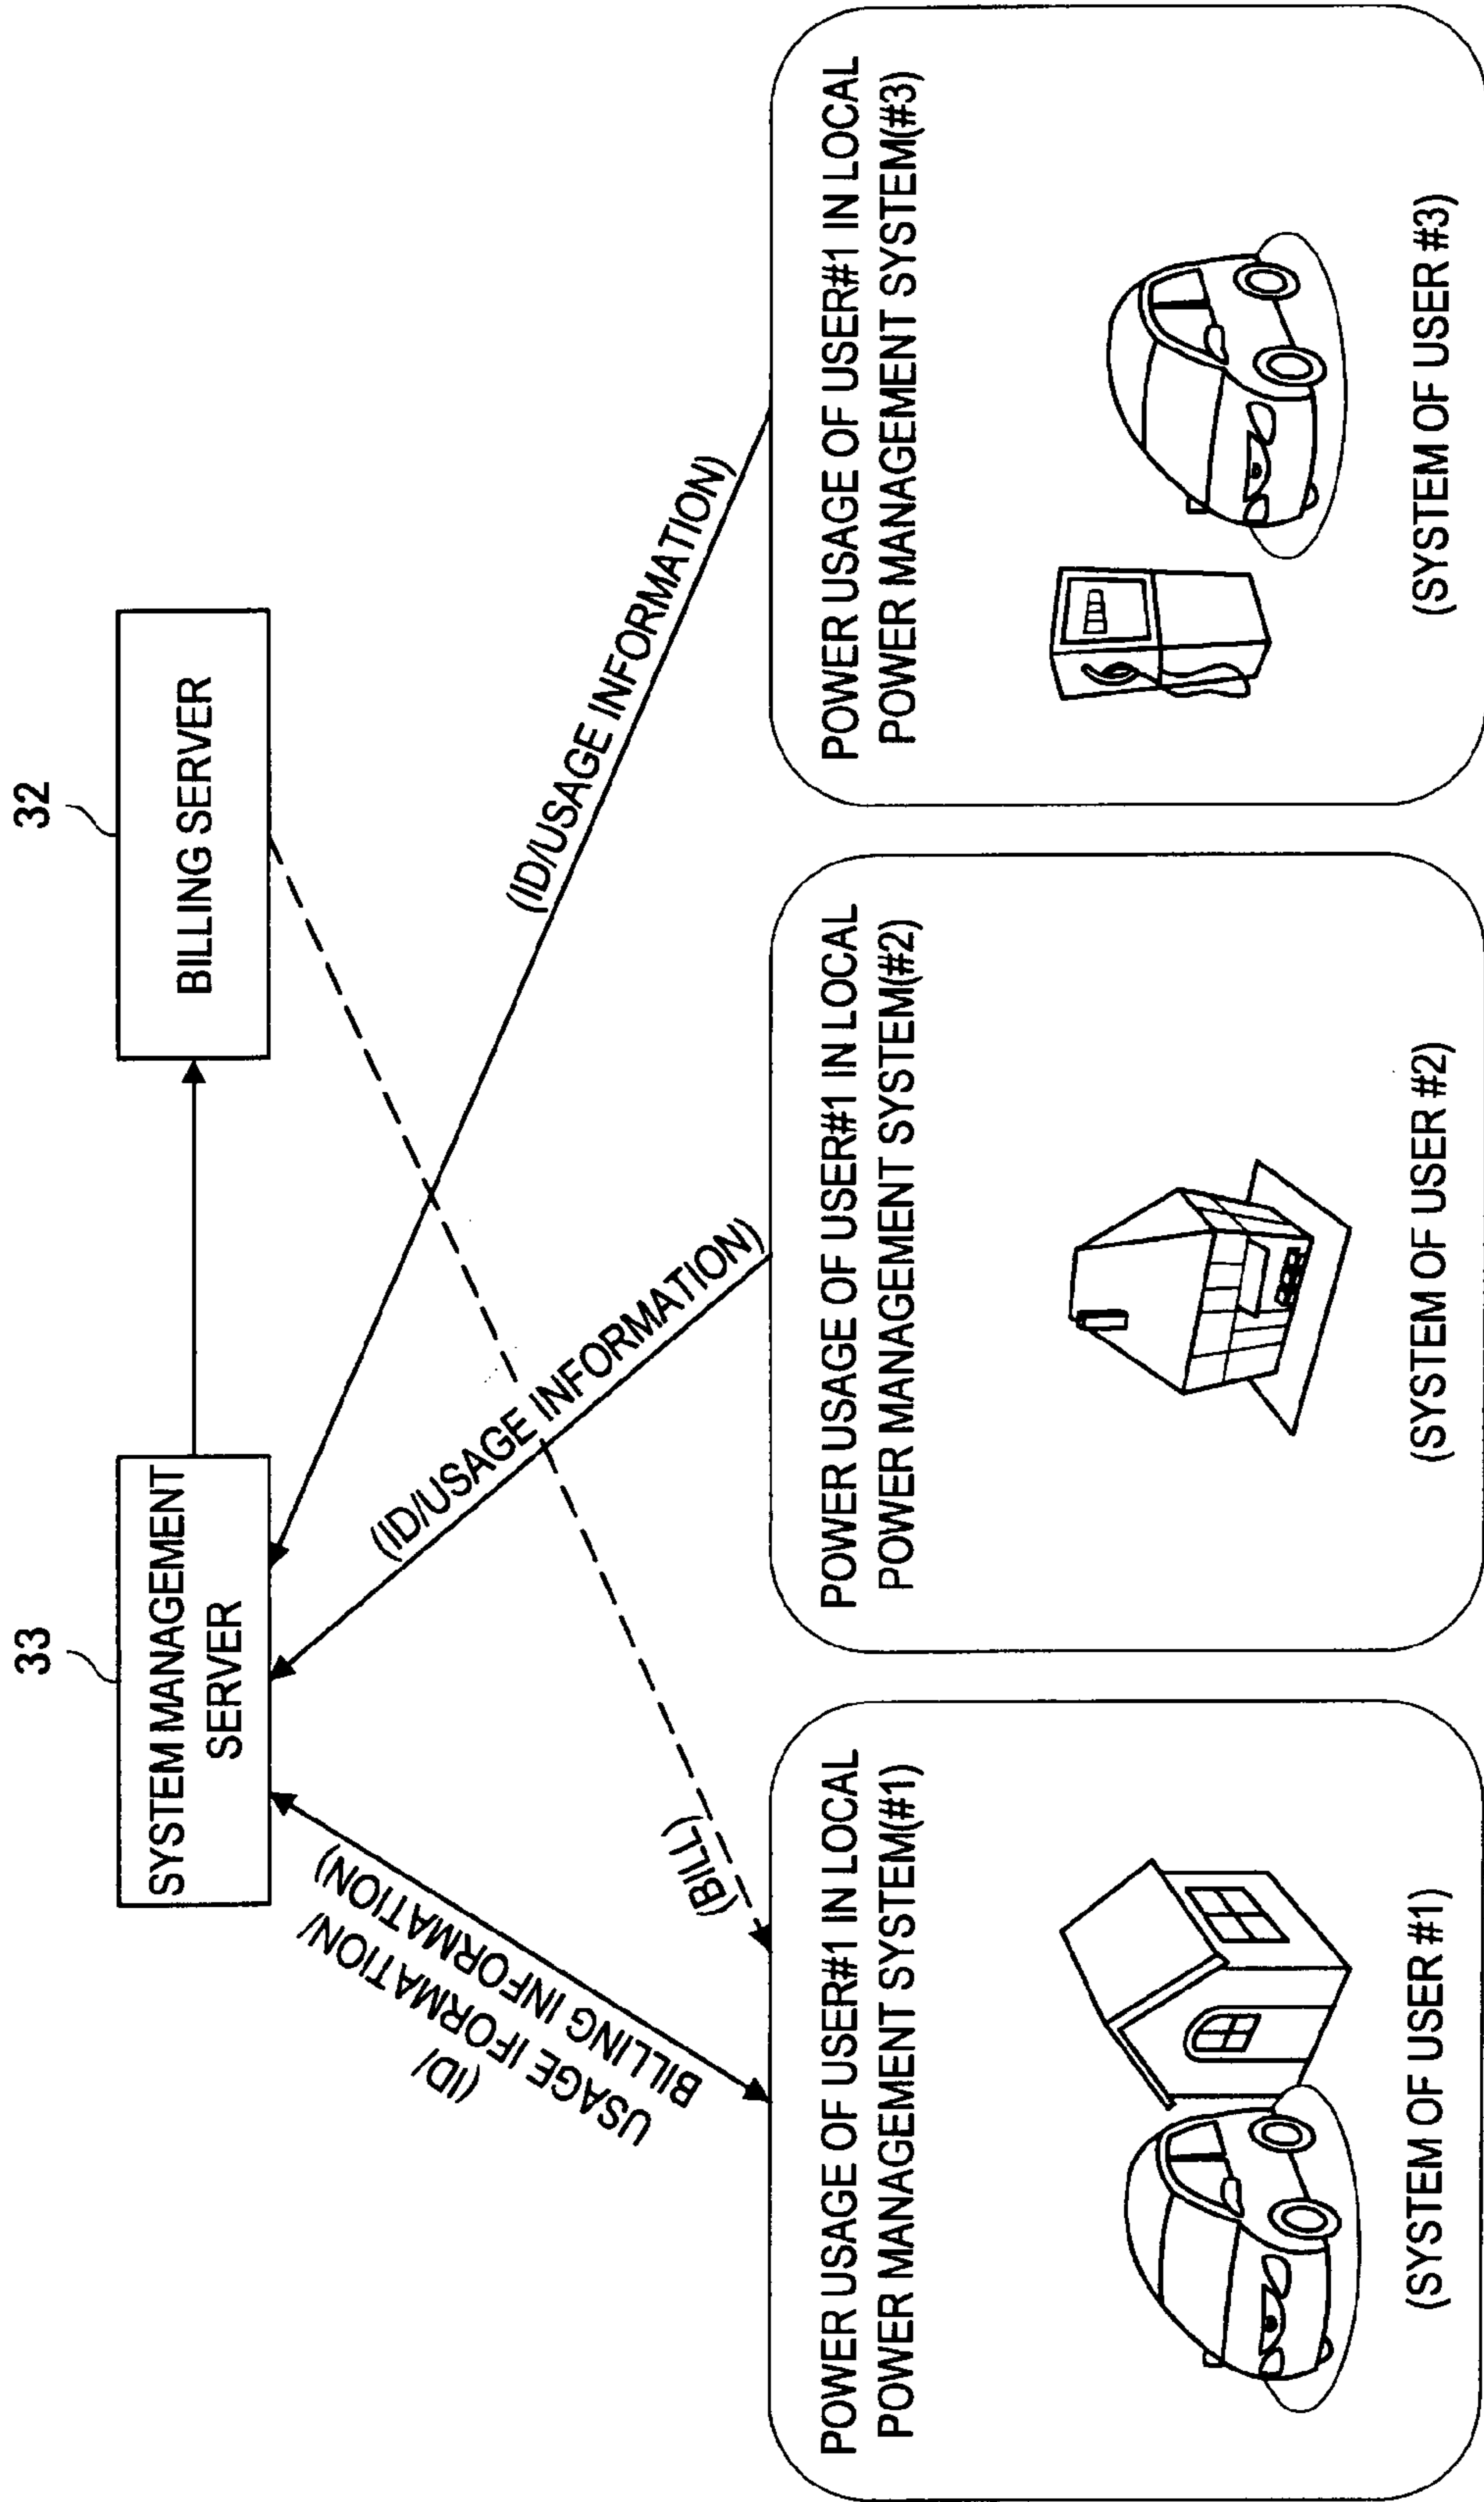 33
32
SYSTEM MANAGEMENT
SERVER
BILLING SERVER
(ID/
USAGE IFORMATION/
BILLING INFORMATION)
(BILL)
(ID/USAGE INFORMATION)
(ID/USAGE INFORMATION)
POWER USAGE OF USER#1 IN LOCAL
POWER MANAGEMENT SYSTEM(#1)
(SYSTEM OF USER #1)
POWER USAGE OF USER#1 IN LOCAL
POWER MANAGEMENT SYSTEM(#2)
(SYSTEM OF USER #2)
POWER USAGE OF USER#1 IN LOCAL
POWER MANAGEMENT SYSTEM(#3)
(SYSTEM OF USER #3)